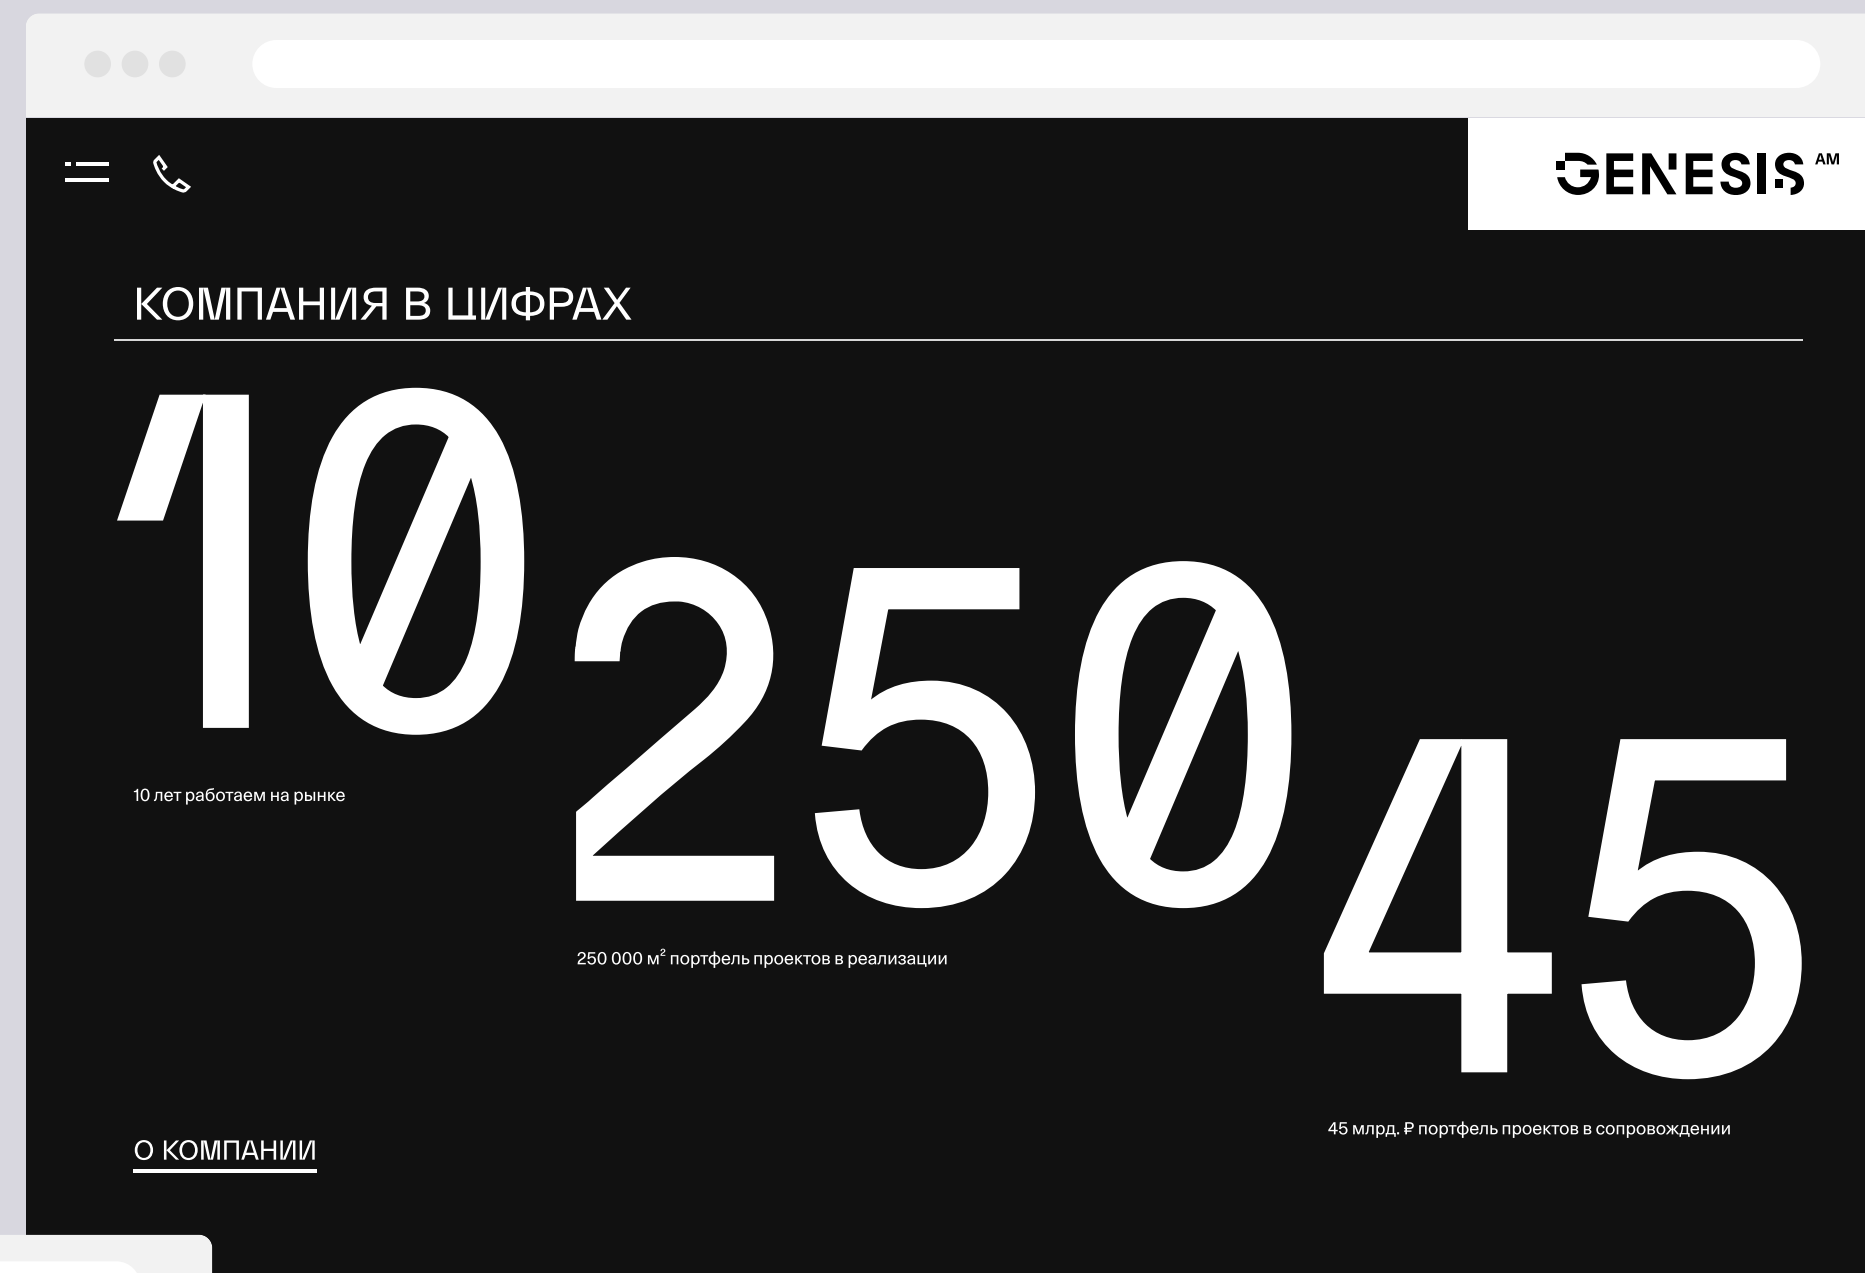 GENESIS AM
КОМПАНИЯ В ЦИФРАХ
10
10 лет работаем на рынке
250
250 000 м² портфель проектов в реализации
45
45 млрд. ₽ портфель проектов в сопровождении
О КОМПАНИИ